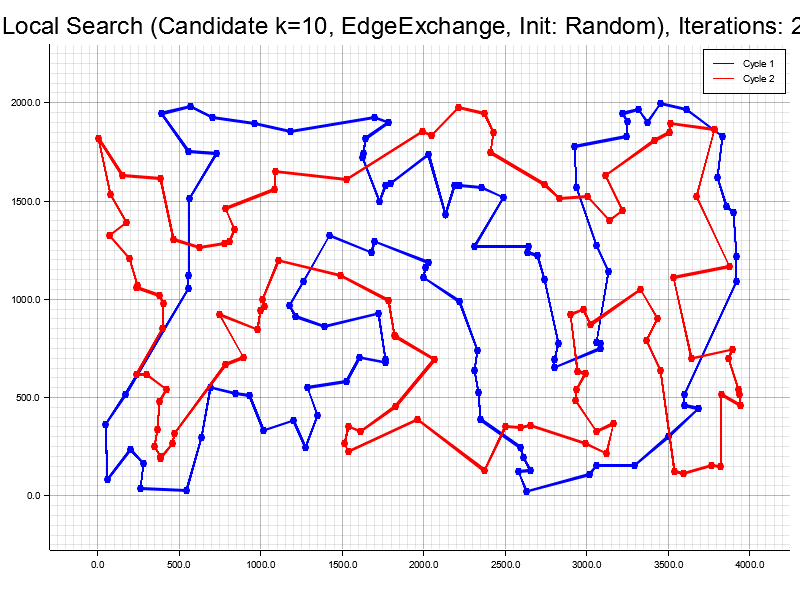 Local Search (Candidate k=10, EdgeExchange, Init: Random), Iterations: 2
Cycle 1
Cycle 2
2000.0
1500.0
1000.0
500.0
0.0
0.0 500.0 1000.0 1500.0 2000.0 2500.0 3000.0 3500.0 4000.0